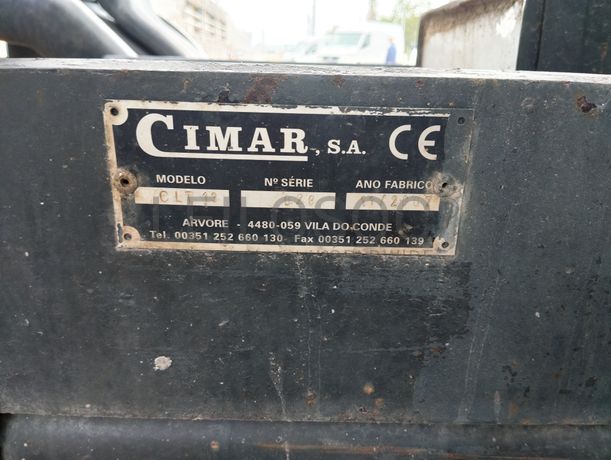 CIMAR, S.A. CE
MODELO Nº SÉRIE ANO FABRICO
CLT
ARVORE - 4480-059 VILA DO CONDE
Tel. 00351 252 660 130 Fax 00351 252 660 139